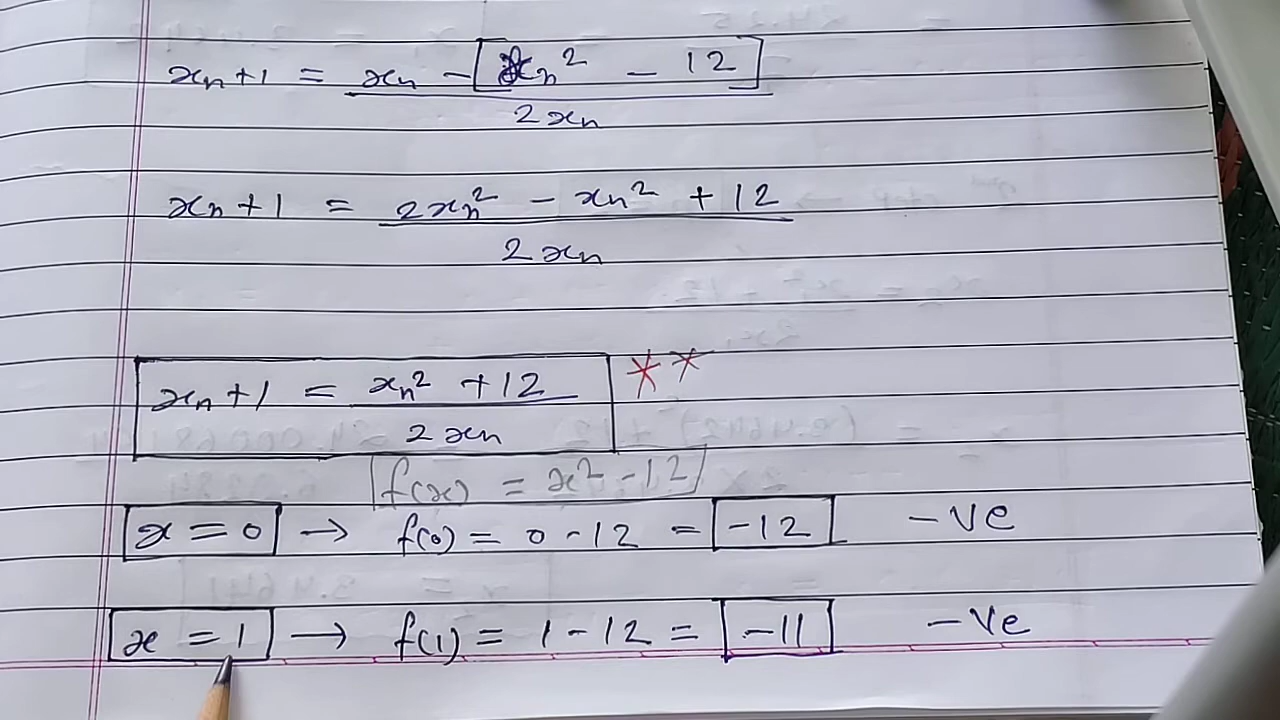 xₙ+1 = xₙ - [xₙ² - 12] / 2xₙ
xₙ+1 = 2xₙ² - xₙ² + 12 / 2xₙ
xₙ+1 = xₙ² + 12 / 2xₙ **
f(x) = x² - 12
x = 0 → f(0) = 0 - 12 = -12 -ve
x = 1 → f(1) = 1 - 12 = -11 -ve